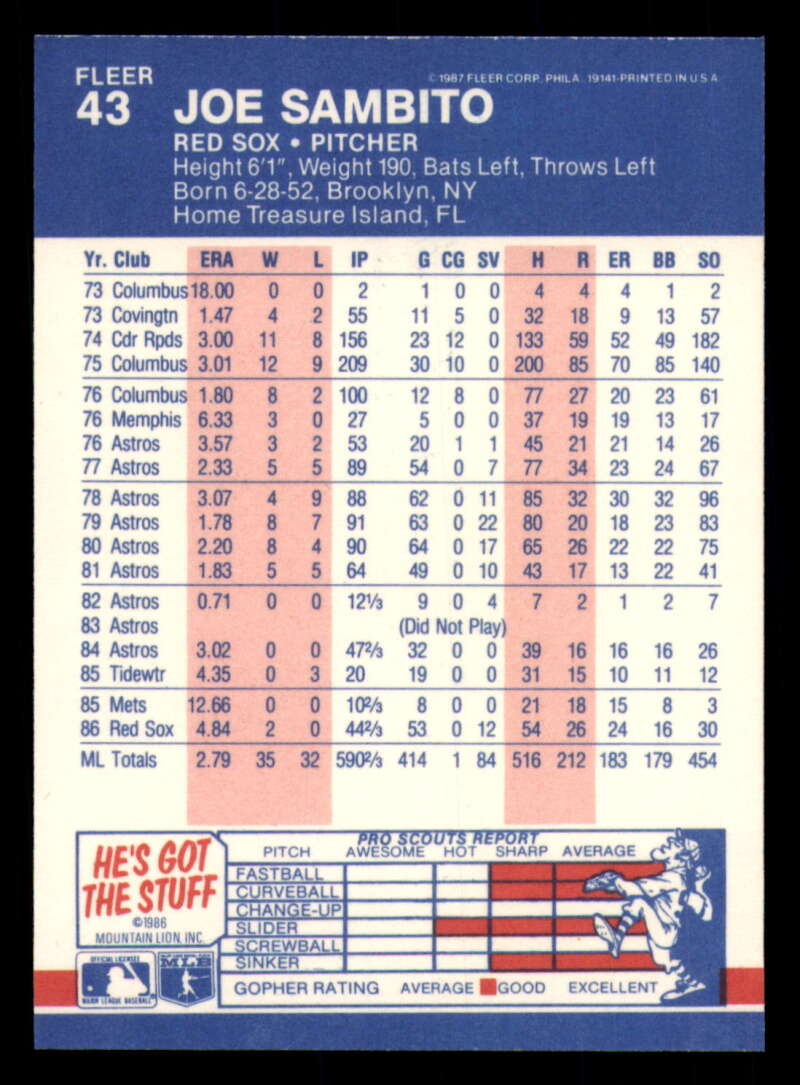 FLEER
43
© 1987 FLEER CORP. PHILA. 19141-PRINTED IN U S A
JOE SAMBITO
RED SOX • PITCHER
Height 6'1", Weight 190, Bats Left, Throws Left
Born 6-28-52, Brooklyn, NY
Home Treasure Island, FL
Yr. Club ERA W L IP G CG SV H R ER BB SO
73 Columbus 18.00 0 0 2 1 0 0 4 4 4 1 2
73 Covingtn 1.47 4 2 55 11 5 0 32 18 9 13 57
74 Cdr Rpds 3.00 11 8 156 23 12 0 133 59 52 49 182
75 Columbus 3.01 12 9 209 30 10 0 200 85 70 85 140
76 Columbus 1.80 8 2 100 12 8 0 77 27 20 23 61
76 Memphis 6.33 3 0 27 5 0 0 37 19 19 13 17
76 Astros 3.57 3 2 53 20 1 1 45 21 21 14 26
77 Astros 2.33 5 5 89 54 0 7 77 34 23 24 67
78 Astros 3.07 4 9 88 62 0 11 85 32 30 32 96
79 Astros 1.78 8 7 91 63 0 22 80 20 18 23 83
80 Astros 2.20 8 4 90 64 0 17 65 26 22 22 75
81 Astros 1.83 5 5 64 49 0 10 43 17 13 22 41
82 Astros 0.71 0 0 12⅓ 9 0 4 7 2 1 2 7
83 Astros (Did Not Play)
84 Astros 3.02 0 0 47⅔ 32 0 0 39 16 16 16 26
85 Tidewtr 4.35 0 3 20 19 0 0 31 15 10 11 12
85 Mets 12.66 0 0 10⅔ 8 0 0 21 18 15 8 3
86 Red Sox 4.84 2 0 44⅔ 53 0 12 54 26 24 16 30
ML Totals 2.79 35 32 590⅔ 414 1 84 516 212 183 179 454
HE'S GOT
THE STUFF
©1986
MOUNTAIN LION, INC.
PRO SCOUTS REPORT
PITCH AWESOME HOT SHARP AVERAGE
FASTBALL
CURVEBALL
CHANGE-UP
SLIDER
SCREWBALL
SINKER
GOPHER RATING AVERAGE GOOD EXCELLENT
OFFICIAL LICENSEE
MAJOR LEAGUE BASEBALL
MLB